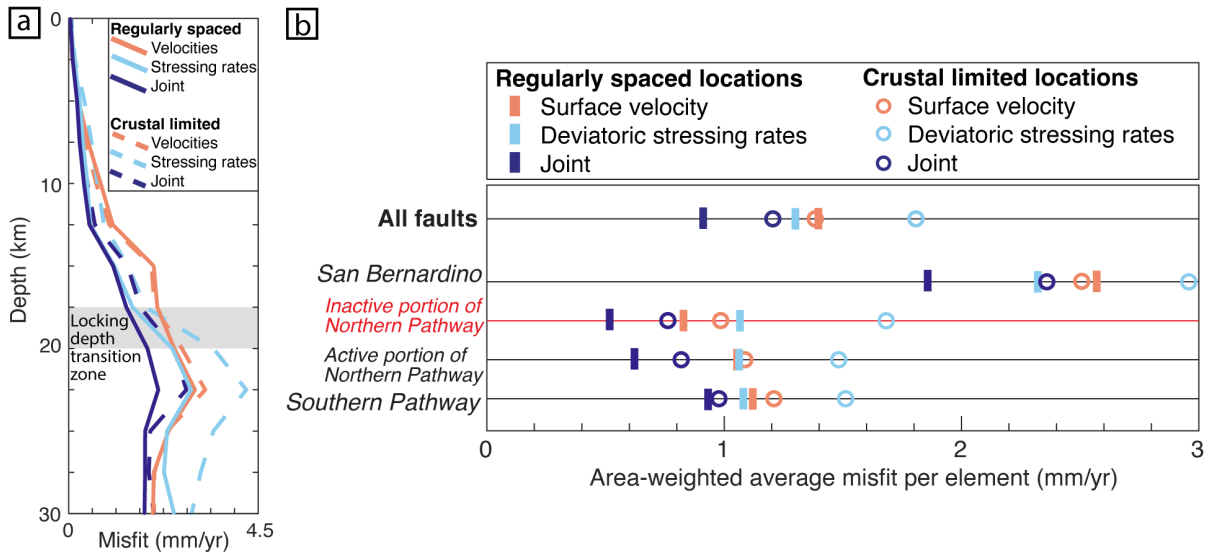 a
0
10
20
30
Depth (km)
Regularly spaced
Velocities
Stressing rates
Joint
Crustal limited
Velocities
Stressing rates
Joint
Locking
depth
transition
zone
0
4.5
Misfit (mm/yr)
b
Regularly spaced locations
Surface velocity
Deviatoric stressing rates
Joint
Crustal limited locations
Surface velocity
Deviatoric stressing rates
Joint
All faults
San Bernardino
Inactive portion of
Northern Pathway
Active portion of
Northern Pathway
Southern Pathway
0
1
2
3
Area-weighted average misfit per element (mm/yr)